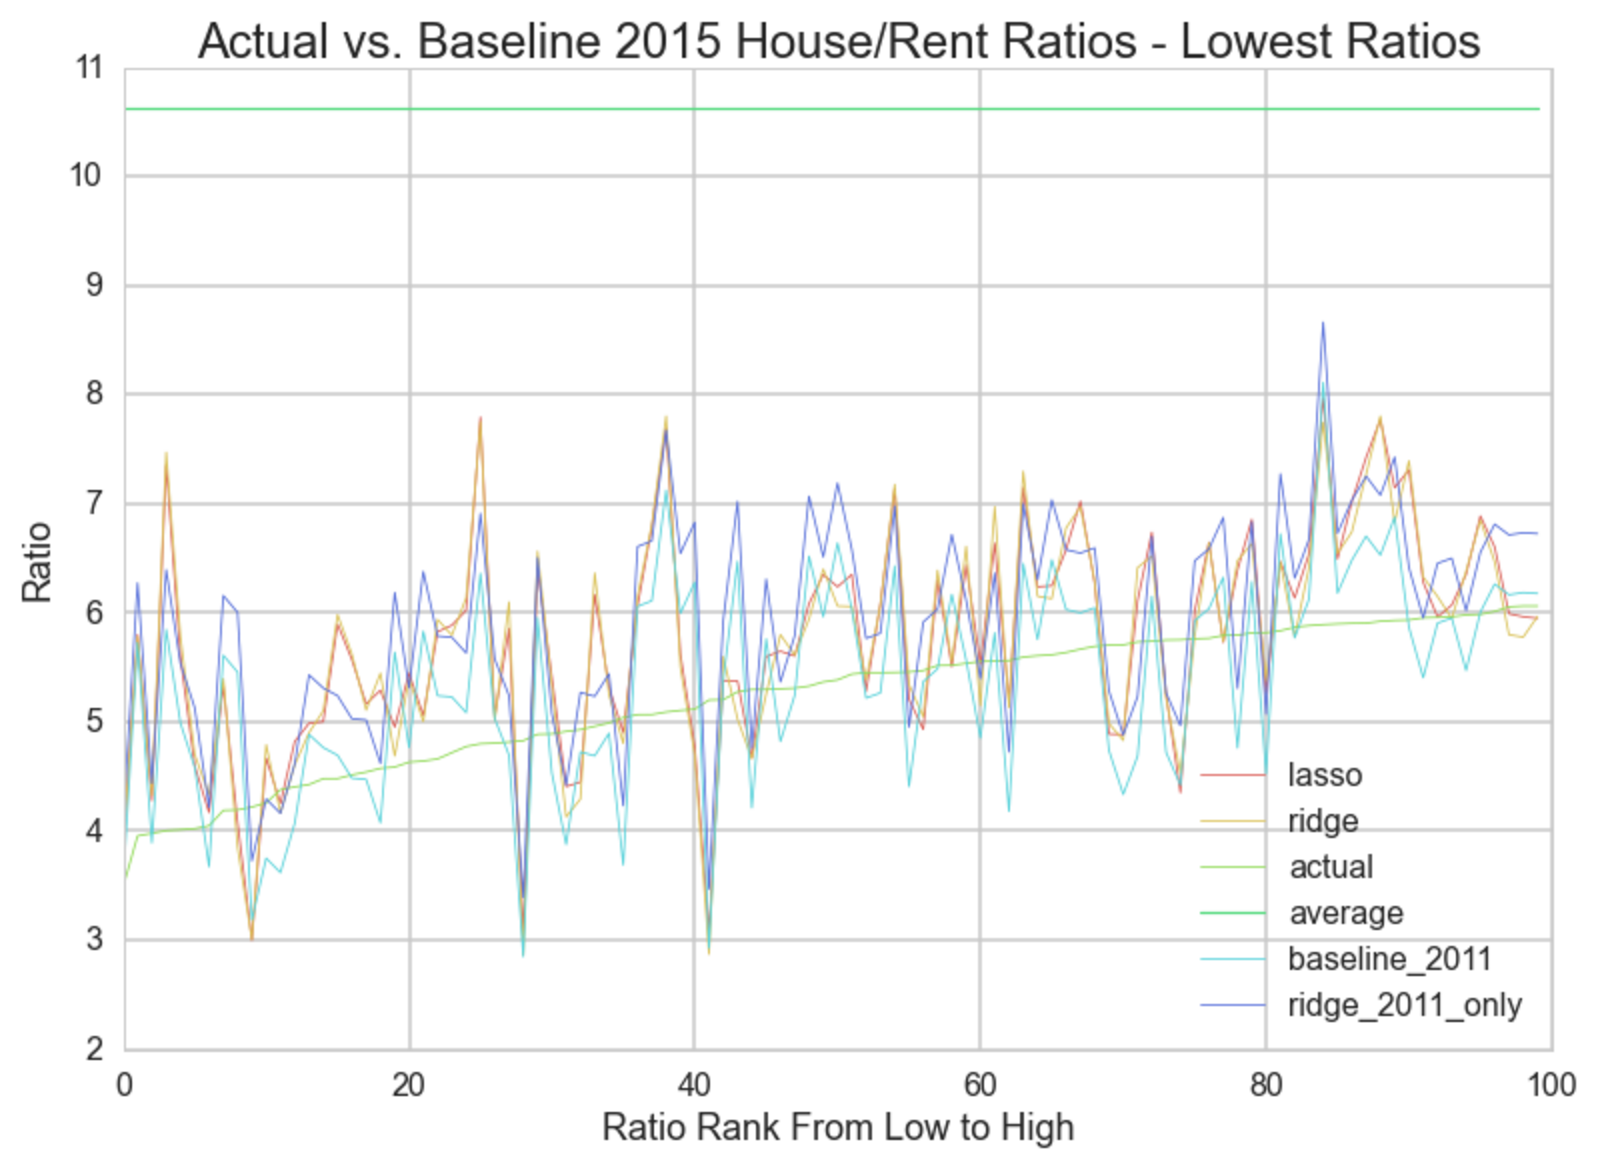 Actual vs. Baseline 2015 House/Rent Ratios - Lowest Ratios
11
10
9
8
7
6
5
4
3
2
Ratio
lasso
ridge
actual
average
baseline_2011
ridge_2011_only
0 20 40 60 80 100
Ratio Rank From Low to High